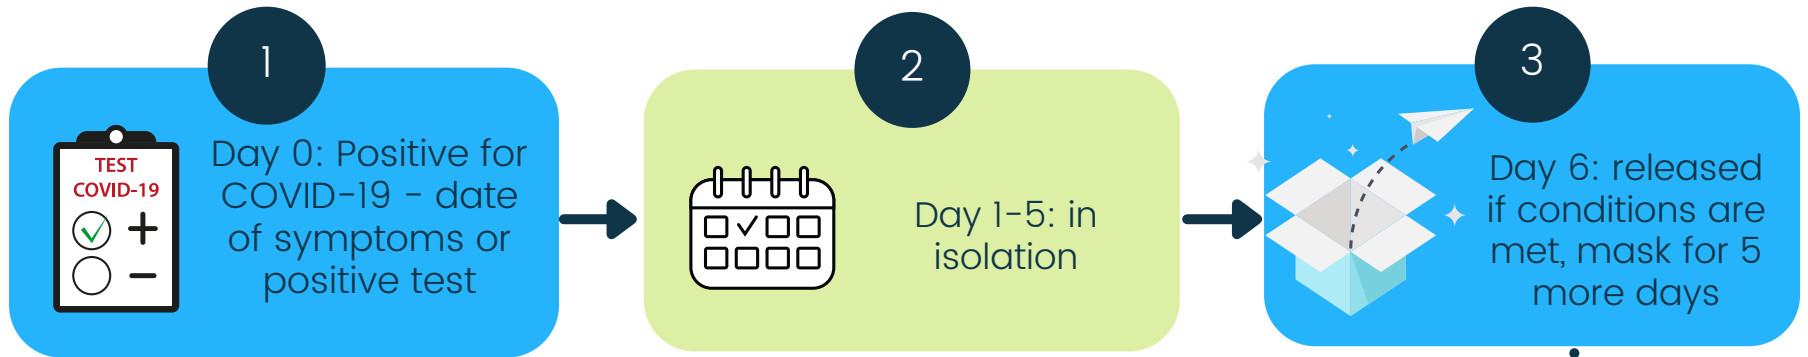 1
TEST
COVID-19
Day 0: Positive for
COVID-19 - date
of symptoms or
positive test
2
Day 1-5: in
isolation
3
Day 6: released
if conditions are
met, mask for 5
more days